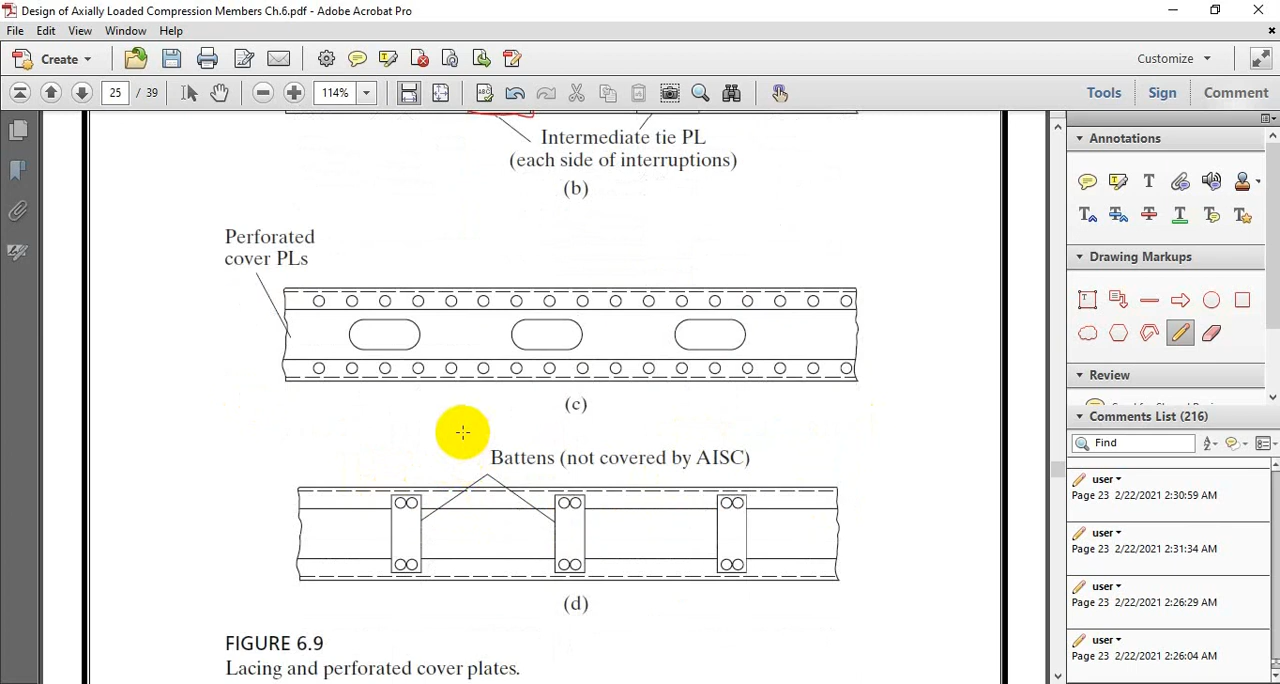 Design of Axially Loaded Compression Members Ch.6.pdf - Adobe Acrobat Pro
File Edit View Window Help
Create
Customize
25 / 39
114%
Tools Sign Comment
Intermediate tie PL
(each side of interruptions)
(b)
Perforated
cover PLs
(c)
Battens (not covered by AISC)
(d)
FIGURE 6.9
Lacing and perforated cover plates.
Annotations
Drawing Markups
Review
Comments List (216)
Find
user
Page 23 2/22/2021 2:30:59 AM
user
Page 23 2/22/2021 2:31:34 AM
user
Page 23 2/22/2021 2:26:29 AM
user
Page 23 2/22/2021 2:26:04 AM